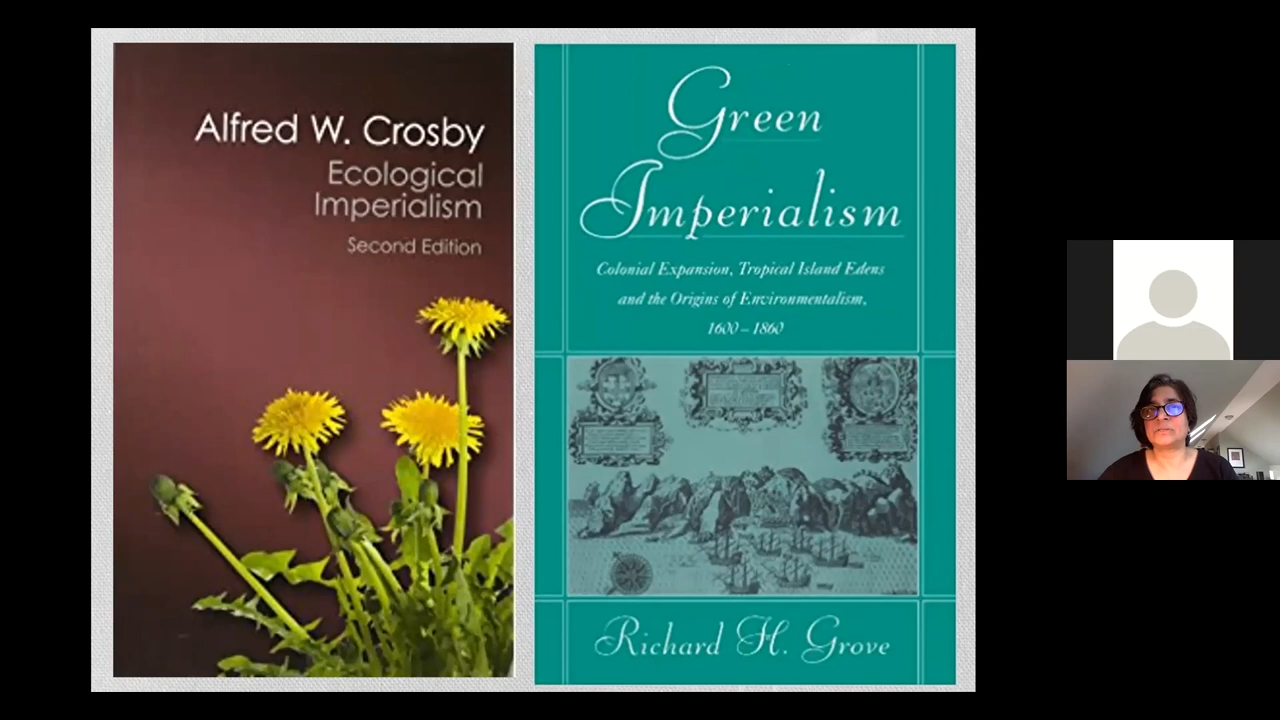 Alfred W. Crosby
Ecological
Imperialism
Second Edition
Green
Imperialism
Colonial Expansion, Tropical Island Edens
and the Origins of Environmentalism,
1600 – 1860
Richard H. Grove